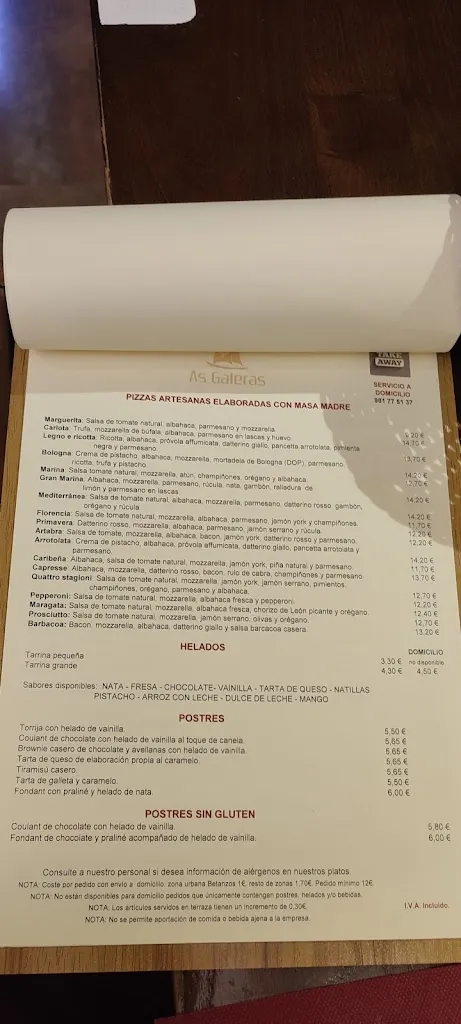 As Galeras
TAKE
AWAY
SERVICIO A
DOMICILIO
981 77 51 37
PIZZAS ARTESANAS ELABORADAS CON MASA MADRE
Marguerita: Salsa de tomate natural, albahaca, parmesano y mozzarella. 9,20 €
Carlota: Trufa, mozzarella de búfala, albahaca, parmesano en lascas y huevo 14,70 €
Legno e ricotta: Ricotta, albahaca, próvola affumicata, datterino giallo, pancetta arrotolata, pimienta
negra y parmesano. 13,70 €
Bologna: Crema de pistacho, albahaca, mozzarella, mortadela de Bologna (DOP), parmesano,
ricotta, trufa y pistacho. 14,20 €
Marina: Salsa tomate natural, mozzarella, atún, champiñones, orégano y albahaca. 13,70 €
Gran Marina: Albahaca, mozzarella, parmesano, rúcula, nata, gambón, ralladura de
limón y parmesano en lascas. 14,20 €
Mediterránea: Salsa de tomate natural, albahaca, mozzarella, parmesano, datterino rosso, gambón,
orégano y rúcula. 14,20 €
Florencia: Salsa de tomate natural, mozzarella, albahaca, parmesano, jamón york y champiñones. 11,70 €
Primavera: Datterino rosso, mozzarella, albahaca, parmesano, jamón serrano y rúcula. 12,20 €
Ártabra: Salsa de tomate, mozzarella, albahaca, bacon, jamón york, datterino rosso y parmesano. 12,20 €
Arrotolata: Crema de pistacho, albahaca, próvola affumicata, datterino giallo, pancetta arrotolata y
parmesano. 14,20 €
Caribeña: Albahaca, salsa de tomate natural, mozzarella, jamón york, piña natural y parmesano. 11,70 €
Capresse: Albahaca, mozzarella, datterino rosso, bacon, rulo de cabra, champiñones y parmesano. 13,70 €
Quattro stagioni: Salsa de tomate natural, mozzarella, jamón york, jamón serrano, pimientos,
champiñones, orégano, parmesano y albahaca. 12,70 €
Pepperoni: Salsa de tomate natural, mozzarella, albahaca fresca y pepperoni. 12,20 €
Maragata: Salsa de tomate natural, mozzarella, albahaca fresca, chorizo de León picante y orégano. 12,40 €
Prosciutto: Salsa de tomate natural, mozzarella, jamón serrano, olivas y orégano. 12,70 €
Barbacoa: Bacon, mozzarella, albahaca, datterino giallo y salsa barbacoa casera. 13,20 €
HELADOS
DOMICILIO
Tarrina pequeña 3,30 € no disponible
Tarrina grande 4,30 € 4,50 €
Sabores disponibles: NATA - FRESA - CHOCOLATE- VAINILLA - TARTA DE QUESO - NATILLAS
PISTACHO - ARROZ CON LECHE - DULCE DE LECHE - MANGO
POSTRES
Torrija con helado de vainilla. 5,50 €
Coulant de chocolate con helado de vainilla al toque de canela. 5,65 €
Brownie casero de chocolate y avellanas con helado de vainilla. 5,65 €
Tarta de queso de elaboración propia al caramelo. 5,65 €
Tiramisú casero. 5,65 €
Tarta de galleta y caramelo. 5,50 €
Fondant con praliné y helado de nata. 6,00 €
POSTRES SIN GLUTEN
Coulant de chocolate con helado de vainilla 5,80 €
Fondant de chocolate y praliné acompañado de helado de vainilla. 6,00 €
Consulte a nuestro personal si desea información de alérgenos en nuestros platos
NOTA: Coste por pedido con envío a domicilio: zona urbana Betanzos 1€, resto de zonas 1,70€. Pedido mínimo 12€
NOTA: No están disponibles para domicilio pedidos que únicamente contengan postres, helados y/o bebidas.
NOTA: Los artículos servidos en terraza tienen un incremento de 0,30€. I.V.A. Incluido.
NOTA: No se permite aportación de comida o bebida ajena a la empresa.